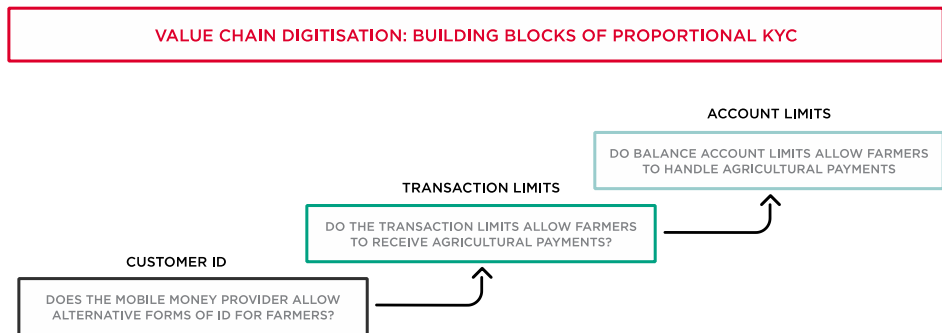 VALUE CHAIN DIGITISATION: BUILDING BLOCKS OF PROPORTIONAL KYC
ACCOUNT LIMITS
DO BALANCE ACCOUNT LIMITS ALLOW FARMERS
TO HANDLE AGRICULTURAL PAYMENTS
TRANSACTION LIMITS
DO THE TRANSACTION LIMITS ALLOW FARMERS
TO RECEIVE AGRICULTURAL PAYMENTS?
CUSTOMER ID
DOES THE MOBILE MONEY PROVIDER ALLOW
ALTERNATIVE FORMS OF ID FOR FARMERS?